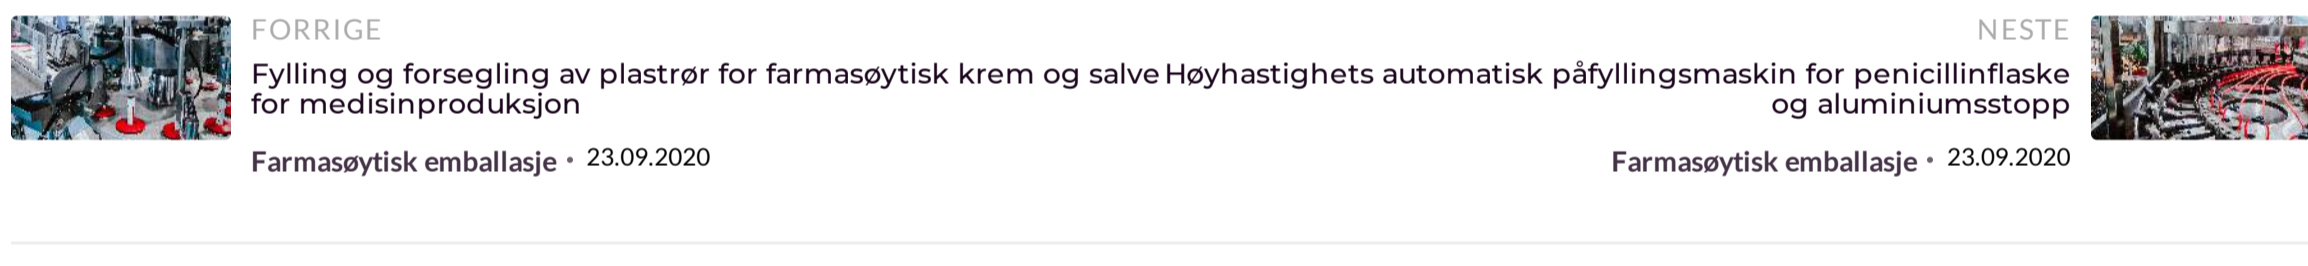 FORRIGE
Fylling og forsegling av plastrør for farmasøytisk krem og salve
for medisinproduksjon
Farmasøytisk emballasje • 23.09.2020
NESTE
Høyhastighets automatisk påfyllingsmaskin for penicillinflaske
og aluminiumsstopp
Farmasøytisk emballasje • 23.09.2020